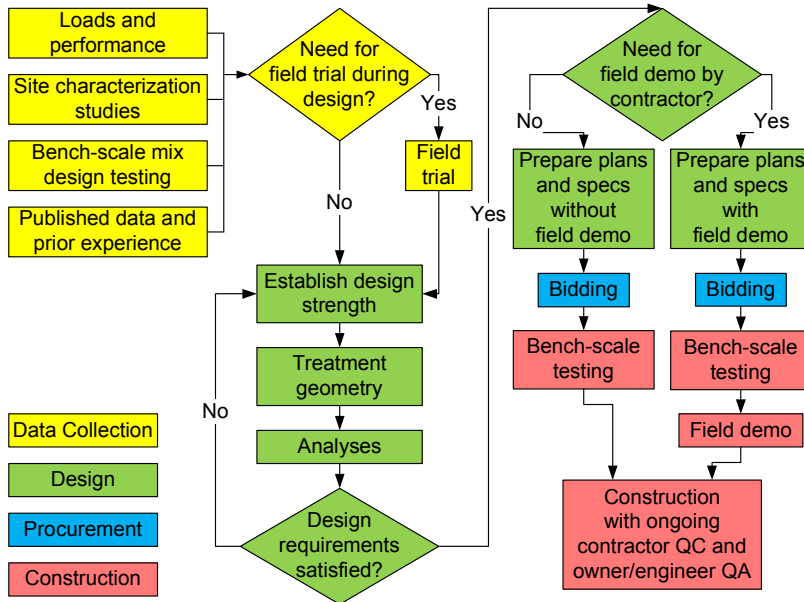 Loads and
performance
Site characterization
studies
Bench-scale mix
design testing
Published data and
prior experience
Need for
field trial during
design?
Yes
Field
trial
No
Establish design
strength
Treatment
geometry
Analyses
Design
requirements
satisfied?
No
Yes
Need for
field demo by
contractor?
No
Yes
Prepare plans
and specs
without
field demo
Prepare plans
and specs
with
field demo
Bidding
Bidding
Bench-scale
testing
Bench-scale
testing
Field demo
Construction
with ongoing
contractor QC and
owner/engineer QA
Data Collection
Design
Procurement
Construction